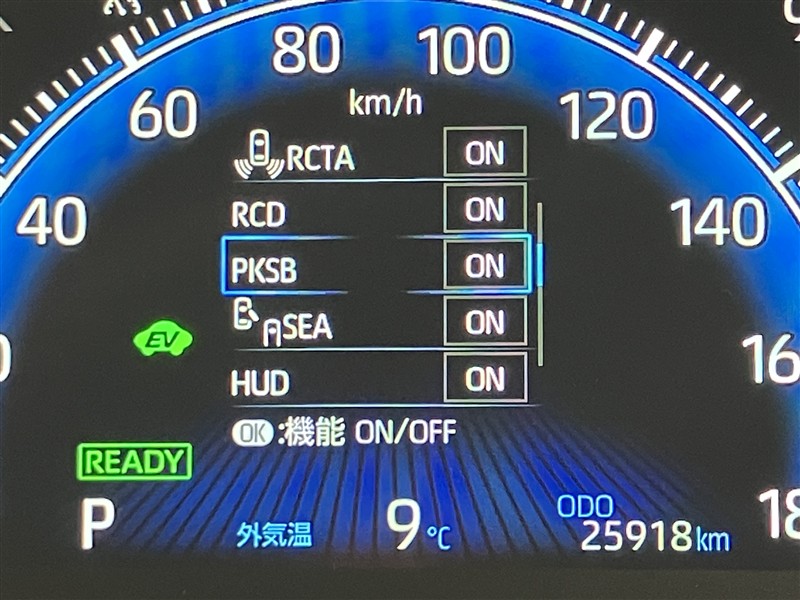 80 100
km/h
60 120
RCTA ON
40 RCD ON 140
PKSB ON
EV SEA ON
HUD ON
OK:機能 ON/OFF
READY
P 外気温 9℃ ODO
25918km